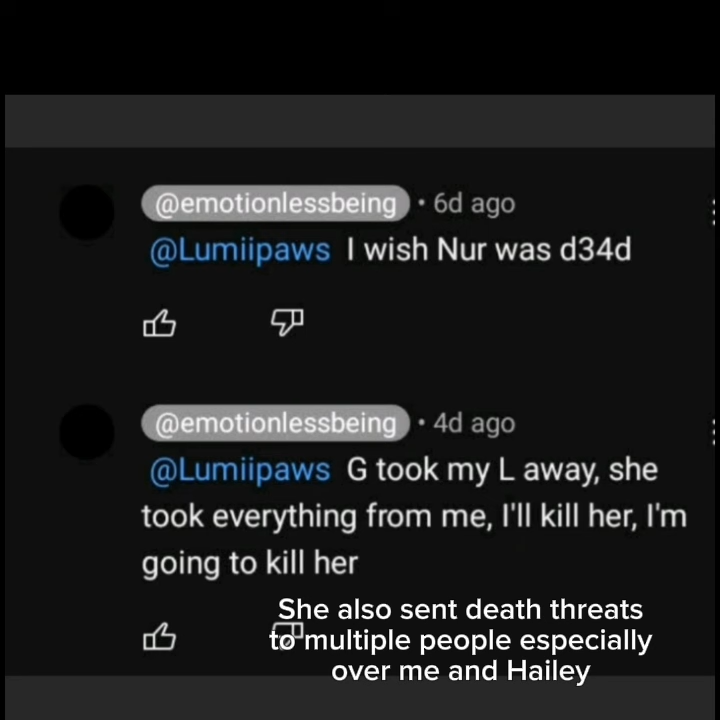 @emotionlessbeing • 6d ago
@Lumiipaws I wish Nur was d34d
@emotionlessbeing • 4d ago
@Lumiipaws G took my L away, she
took everything from me, I'll kill her, I'm
going to kill her
She also sent death threats
to multiple people especially
over me and Hailey